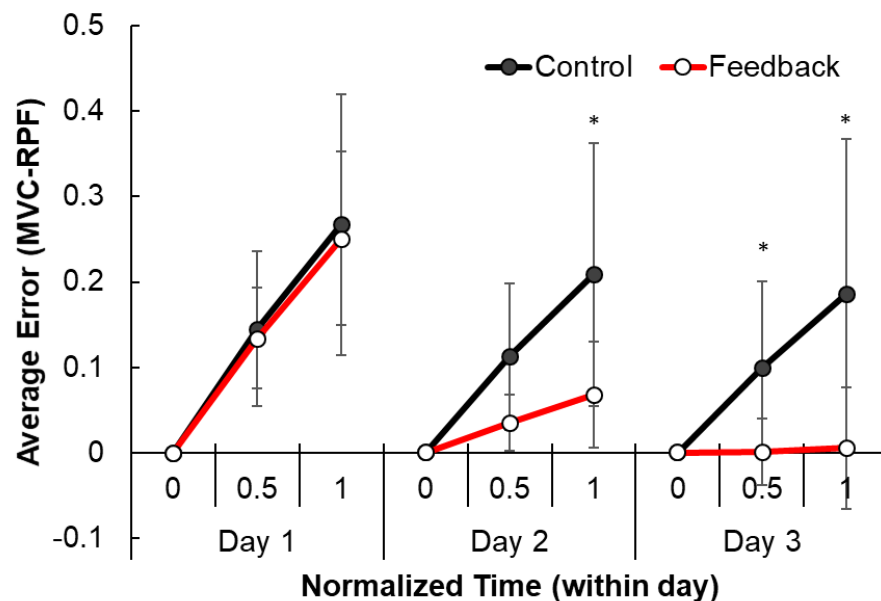 0.5
Control Feedback
0.4
*
*
0.3
*
0.2
0.1
0
0 0.5 1 0 0.5 1 0 0.5 1
-0.1
Day 1 Day 2 Day 3
Normalized Time (within day)
Average Error (MVC-RPF)